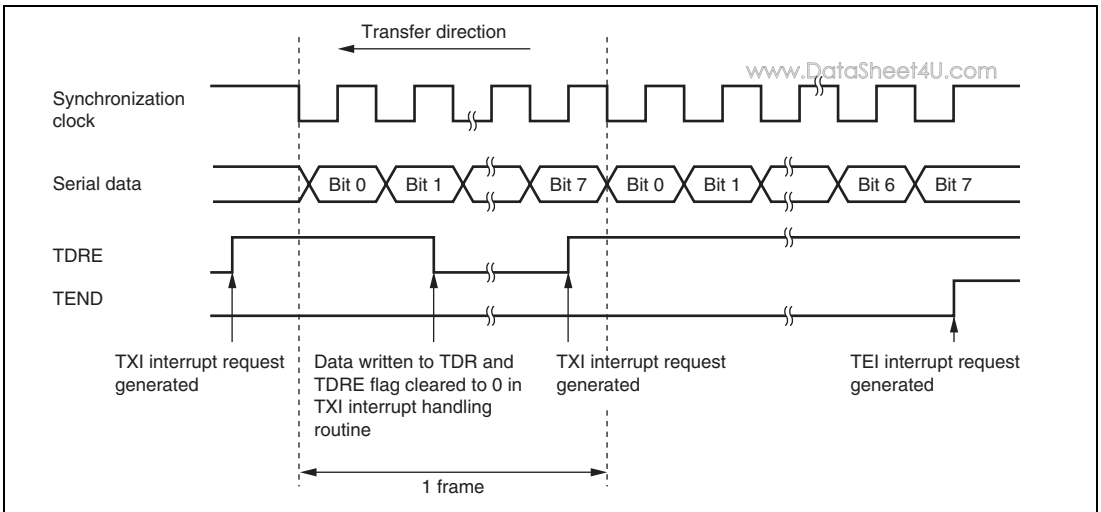 Transfer direction
www.DataSheet4U.com
Synchronization
clock
Serial data
Bit 0 Bit 1 Bit 7 Bit 0 Bit 1 Bit 6 Bit 7
TDRE
TEND
TXI interrupt request
generated
Data written to TDR and
TDRE flag cleared to 0 in
TXI interrupt handling
routine
TXI interrupt request
generated
TEI interrupt request
generated
1 frame